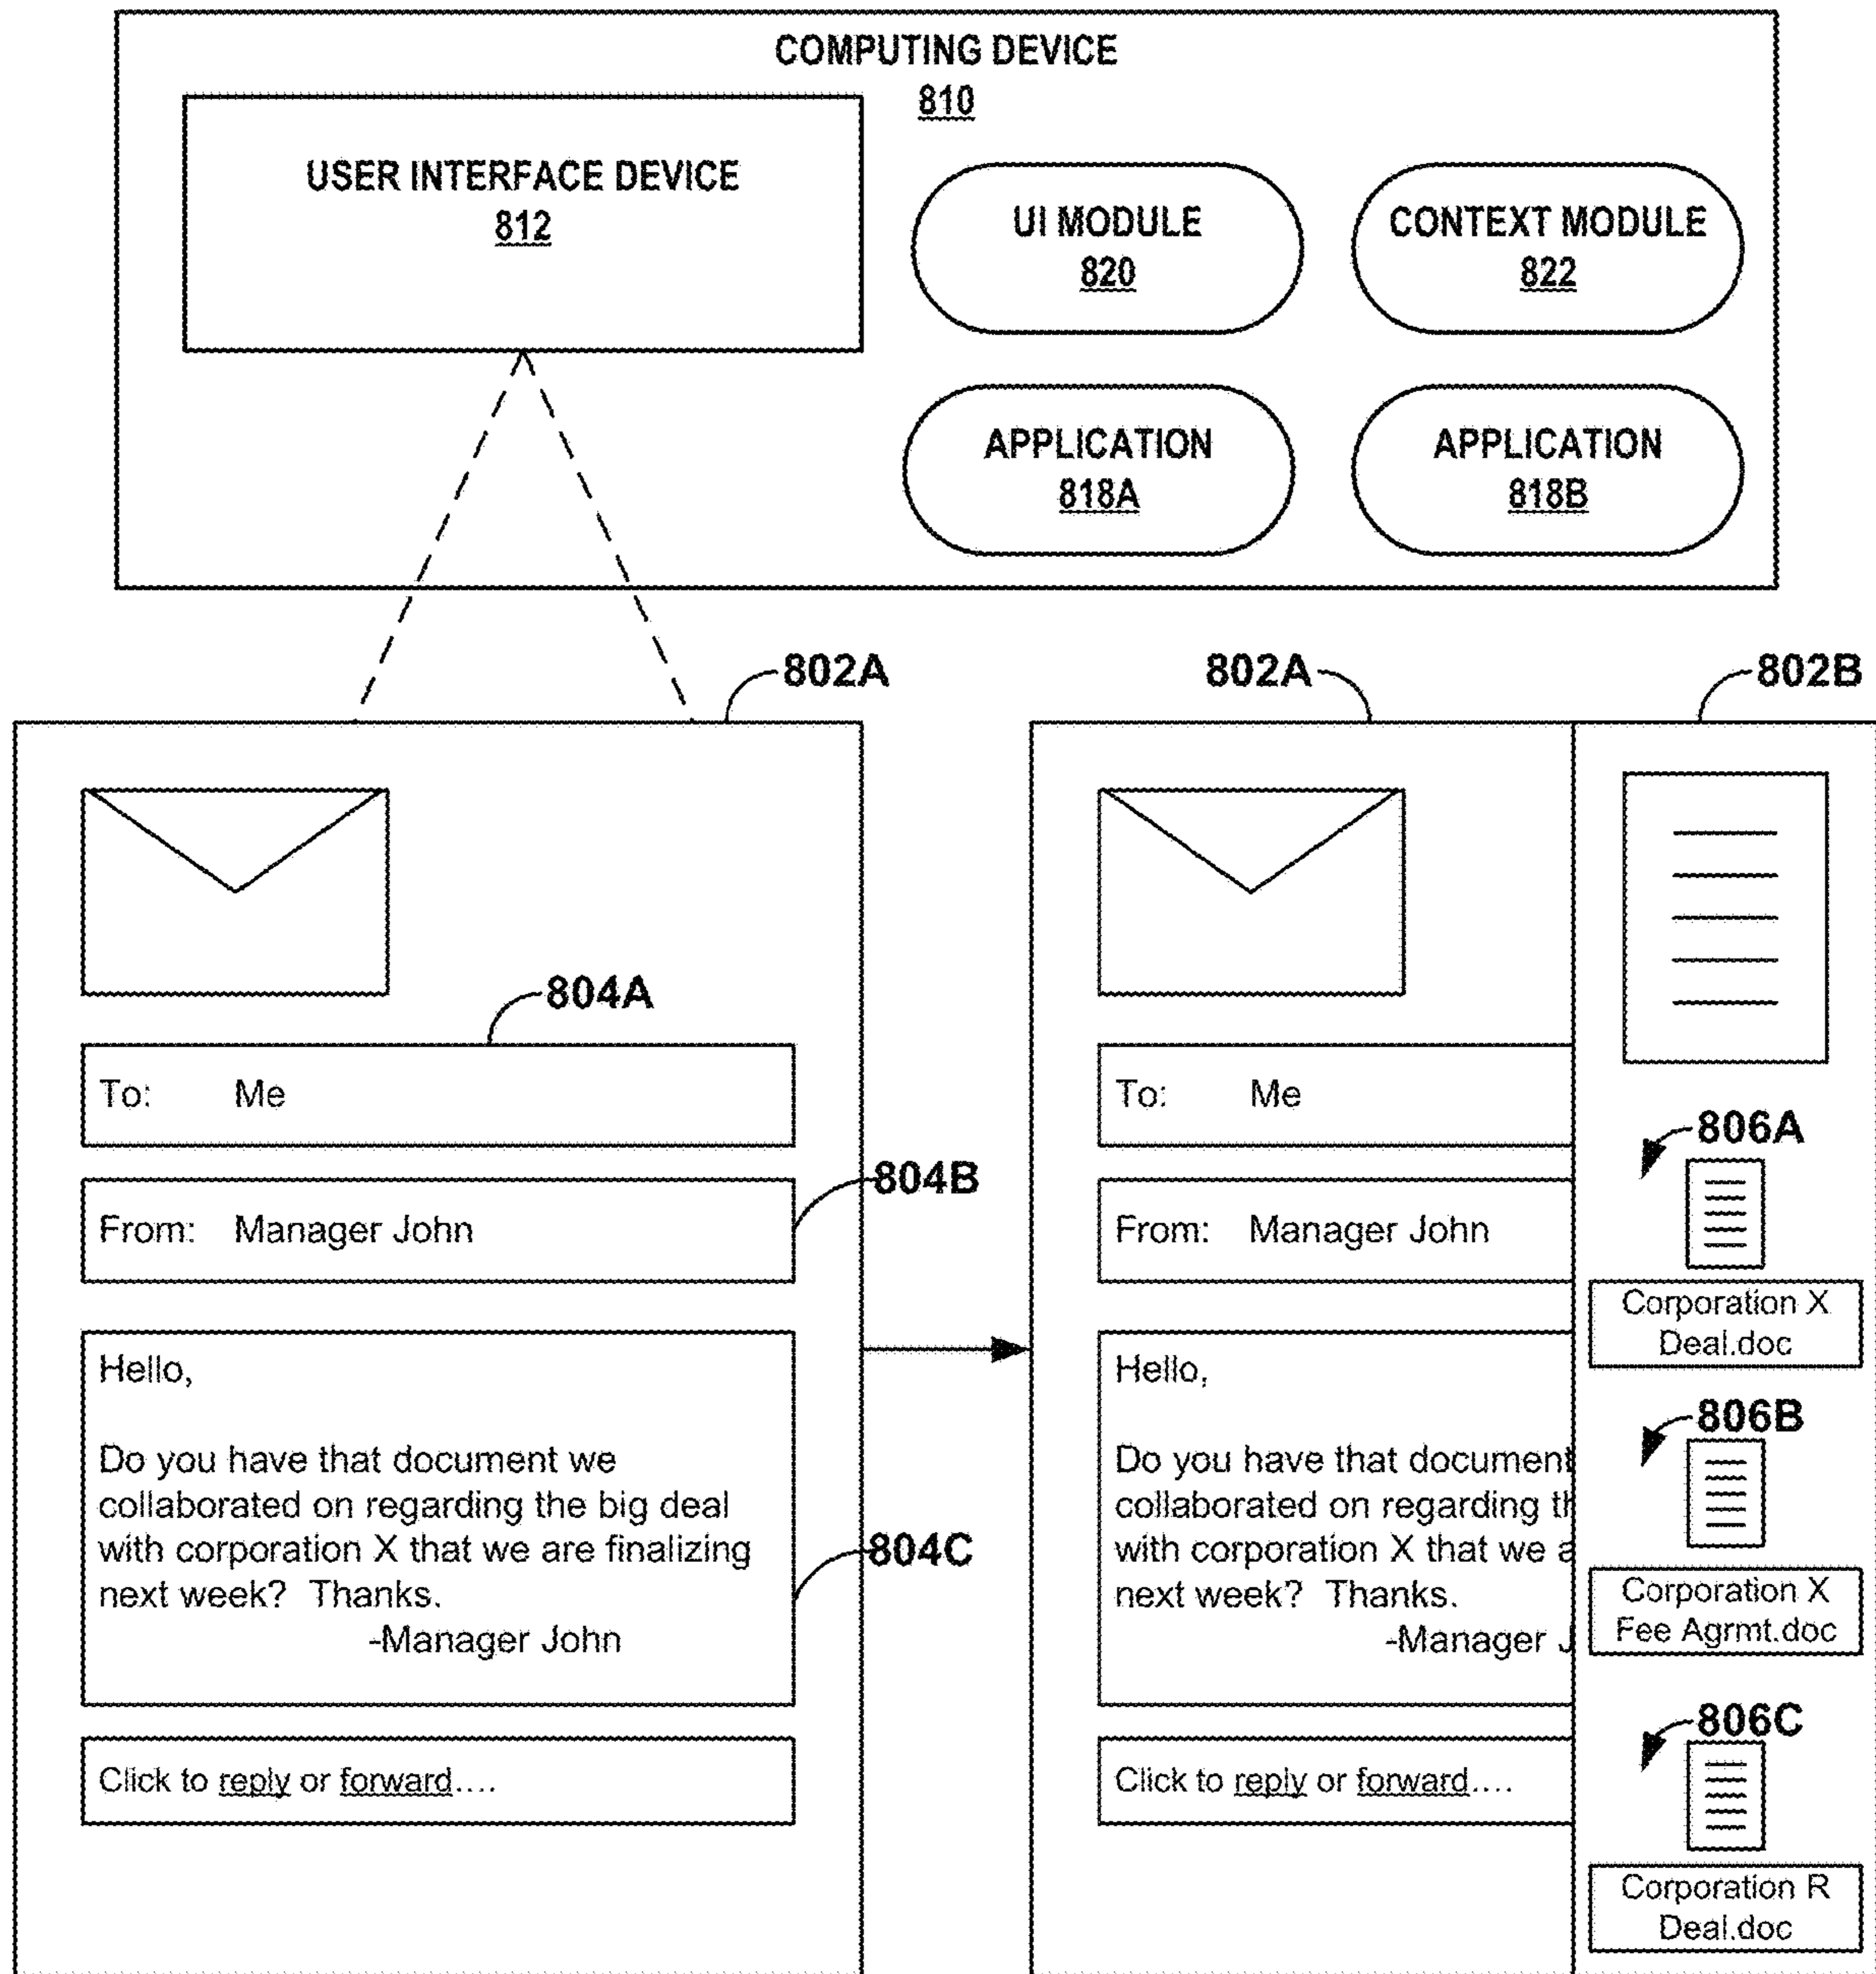 COMPUTING DEVICE
810
USER INTERFACE DEVICE
812
UI MODULE
820
CONTEXT MODULE
822
APPLICATION
818A
APPLICATION
818B
802A
804A
To: Me
804B
From: Manager John
Hello,
Do you have that document we
collaborated on regarding the big deal
with corporation X that we are finalizing
next week? Thanks.
-Manager John
804C
Click to reply or forward....
802A
802B
To: Me
From: Manager John
Hello,
Do you have that document
collaborated on regarding th
with corporation X that we a
next week? Thanks.
-Manager J
Click to reply or forward....
806A
Corporation X
Deal.doc
806B
Corporation X
Fee Agrmt.doc
806C
Corporation R
Deal.doc